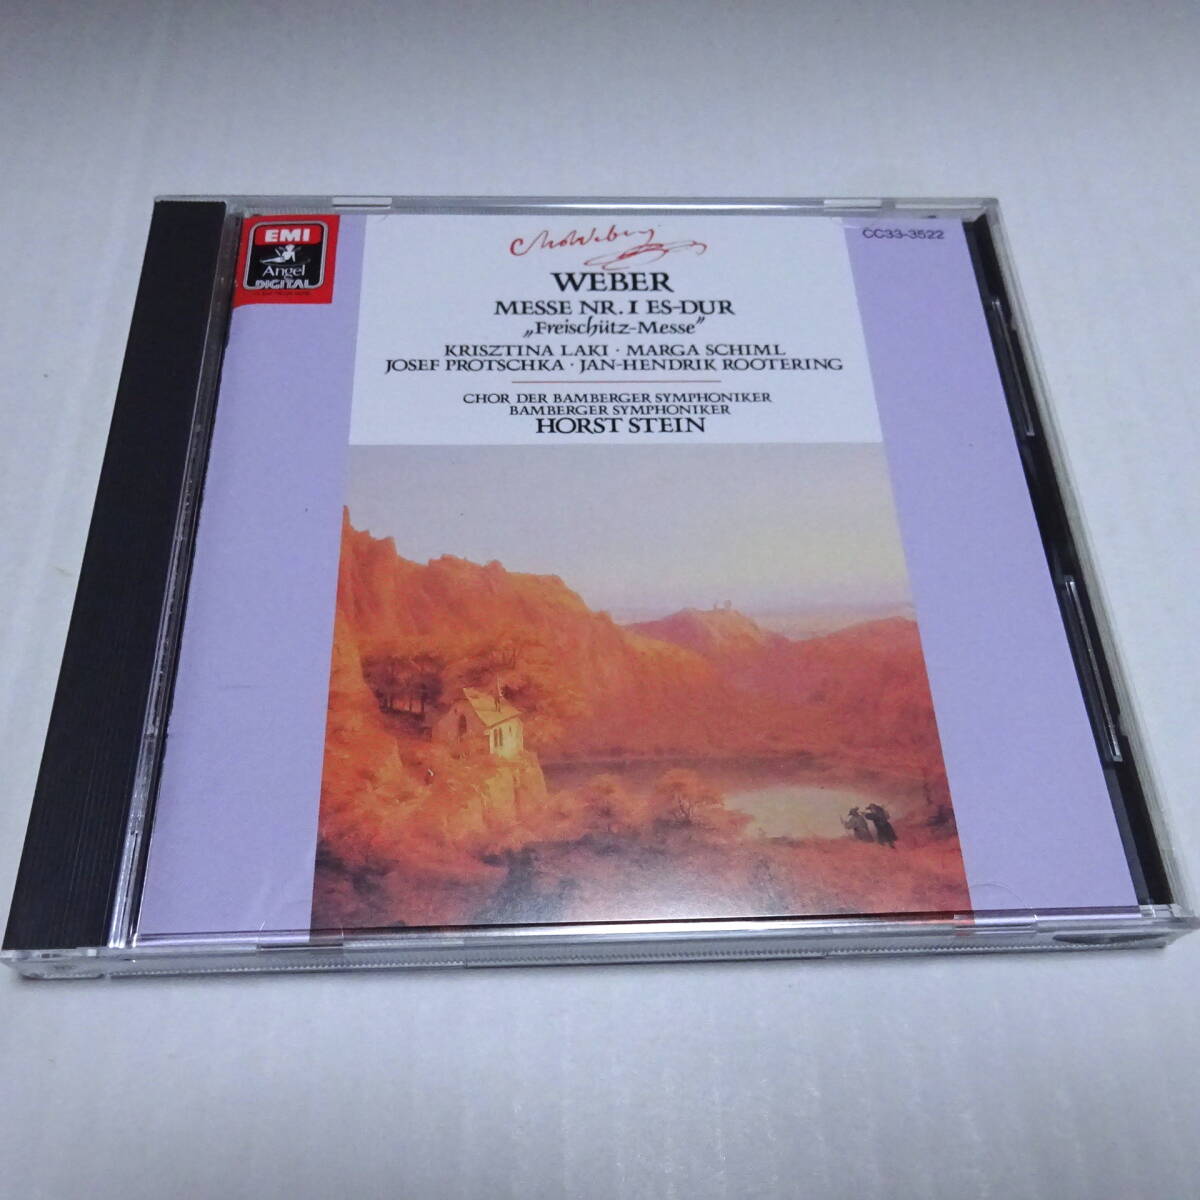 EMI
Angel
DIGITAL
CC33-3522
WEBER
MESSE NR. I ES-DUR
„Freischütz-Messe"
KRISZTINA LAKI · MARGA SCHIML
JOSEF PROTSCHKA · JAN-HENDRIK ROOTERING
CHOR DER BAMBERGER SYMPHONIKER
BAMBERGER SYMPHONIKER
HORST STEIN